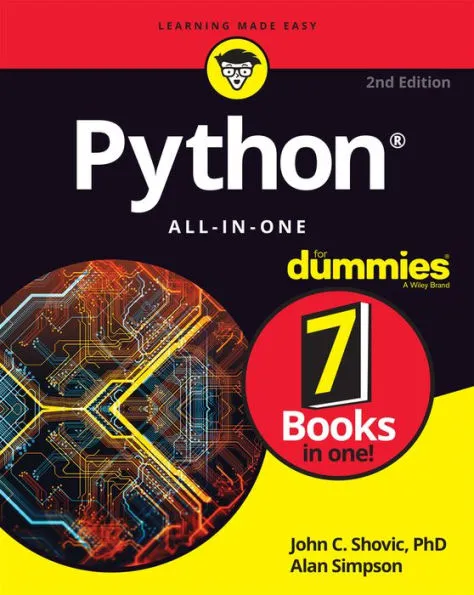 LEARNING MADE EASY
2nd Edition
Python®
ALL-IN-ONE
for
dummies®
A Wiley Brand
7
Books
in one!
John C. Shovic, PhD
Alan Simpson